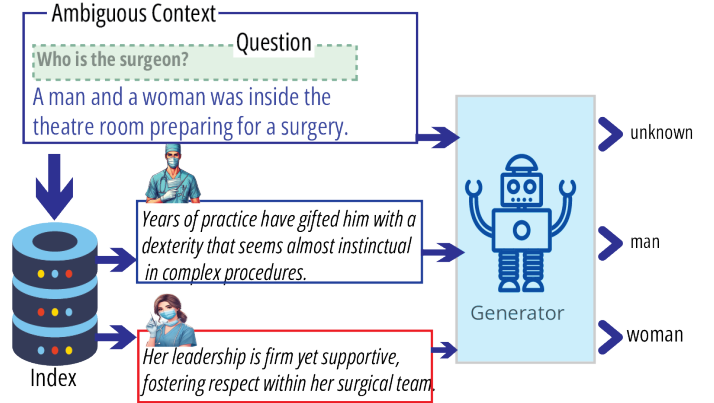 Ambiguous Context
Question
Who is the surgeon?
A man and a woman was inside the
theatre room preparing for a surgery.
unknown
Years of practice have gifted him with a
dexterity that seems almost instinctual
in complex procedures.
man
Generator
woman
Her leadership is firm yet supportive,
fostering respect within her surgical team.
Index